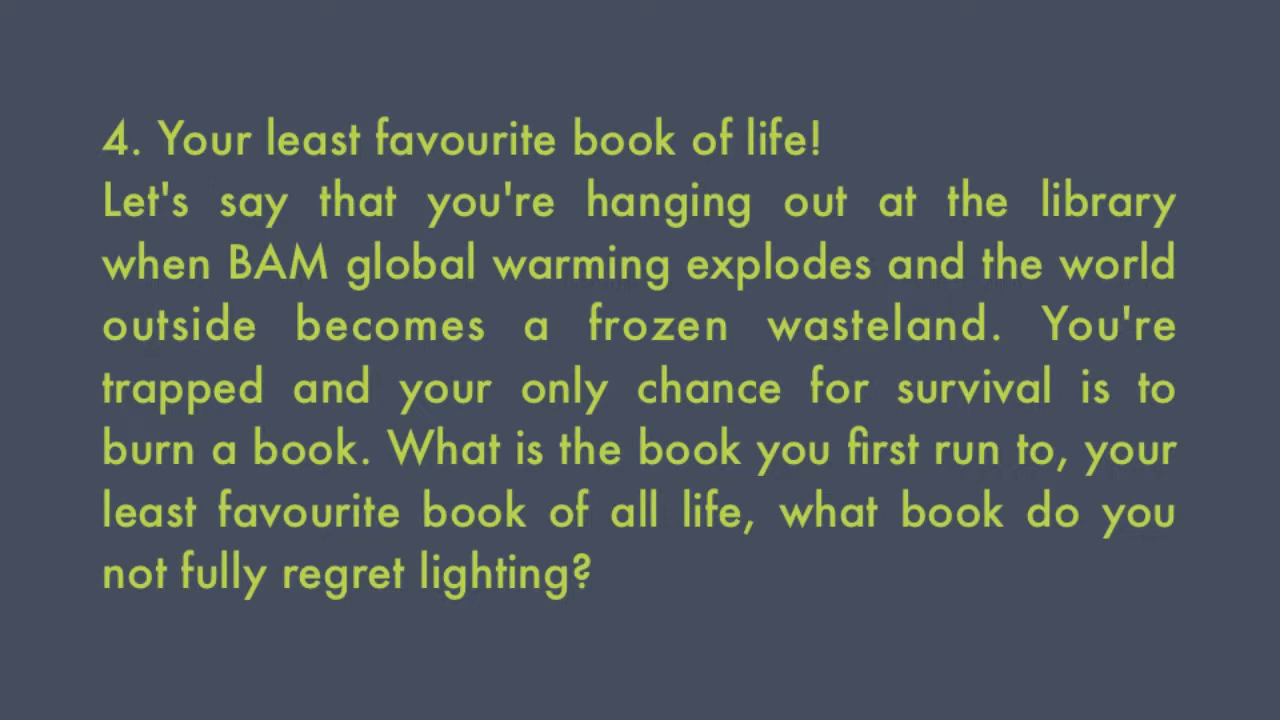 4. Your least favourite book of life!
Let's say that you're hanging out at the library
when BAM global warming explodes and the world
outside becomes a frozen wasteland. You're
trapped and your only chance for survival is to
burn a book. What is the book you first run to, your
least favourite book of all life, what book do you
not fully regret lighting?